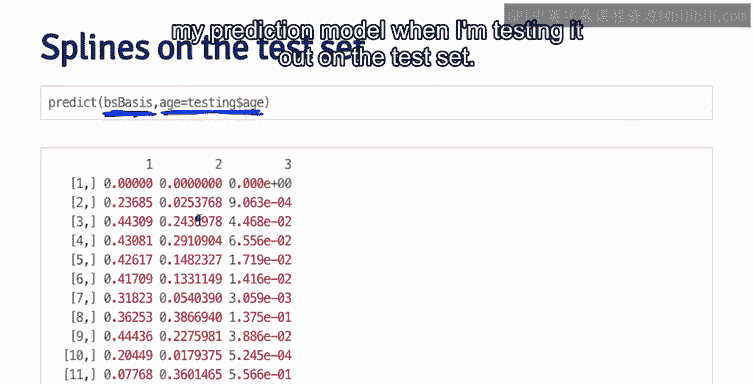 my prediction model when I'm testing it
out on the test set.
Splines on the test set
predict(bsBasis,age=testing$age)
1 2 3
[1,] 0.00000 0.0000000 0.000e+00
[2,] 0.23685 0.0253768 9.063e-04
[3,] 0.44309 0.2436978 4.468e-02
[4,] 0.43081 0.2910904 6.556e-02
[5,] 0.42617 0.1482327 1.719e-02
[6,] 0.41709 0.1331149 1.416e-02
[7,] 0.31823 0.0540390 3.059e-03
[8,] 0.36253 0.3866940 1.375e-01
[9,] 0.44436 0.2275981 3.886e-02
[10,] 0.20449 0.0179375 5.245e-04
[11,] 0.07768 0.3601465 5.566e-01